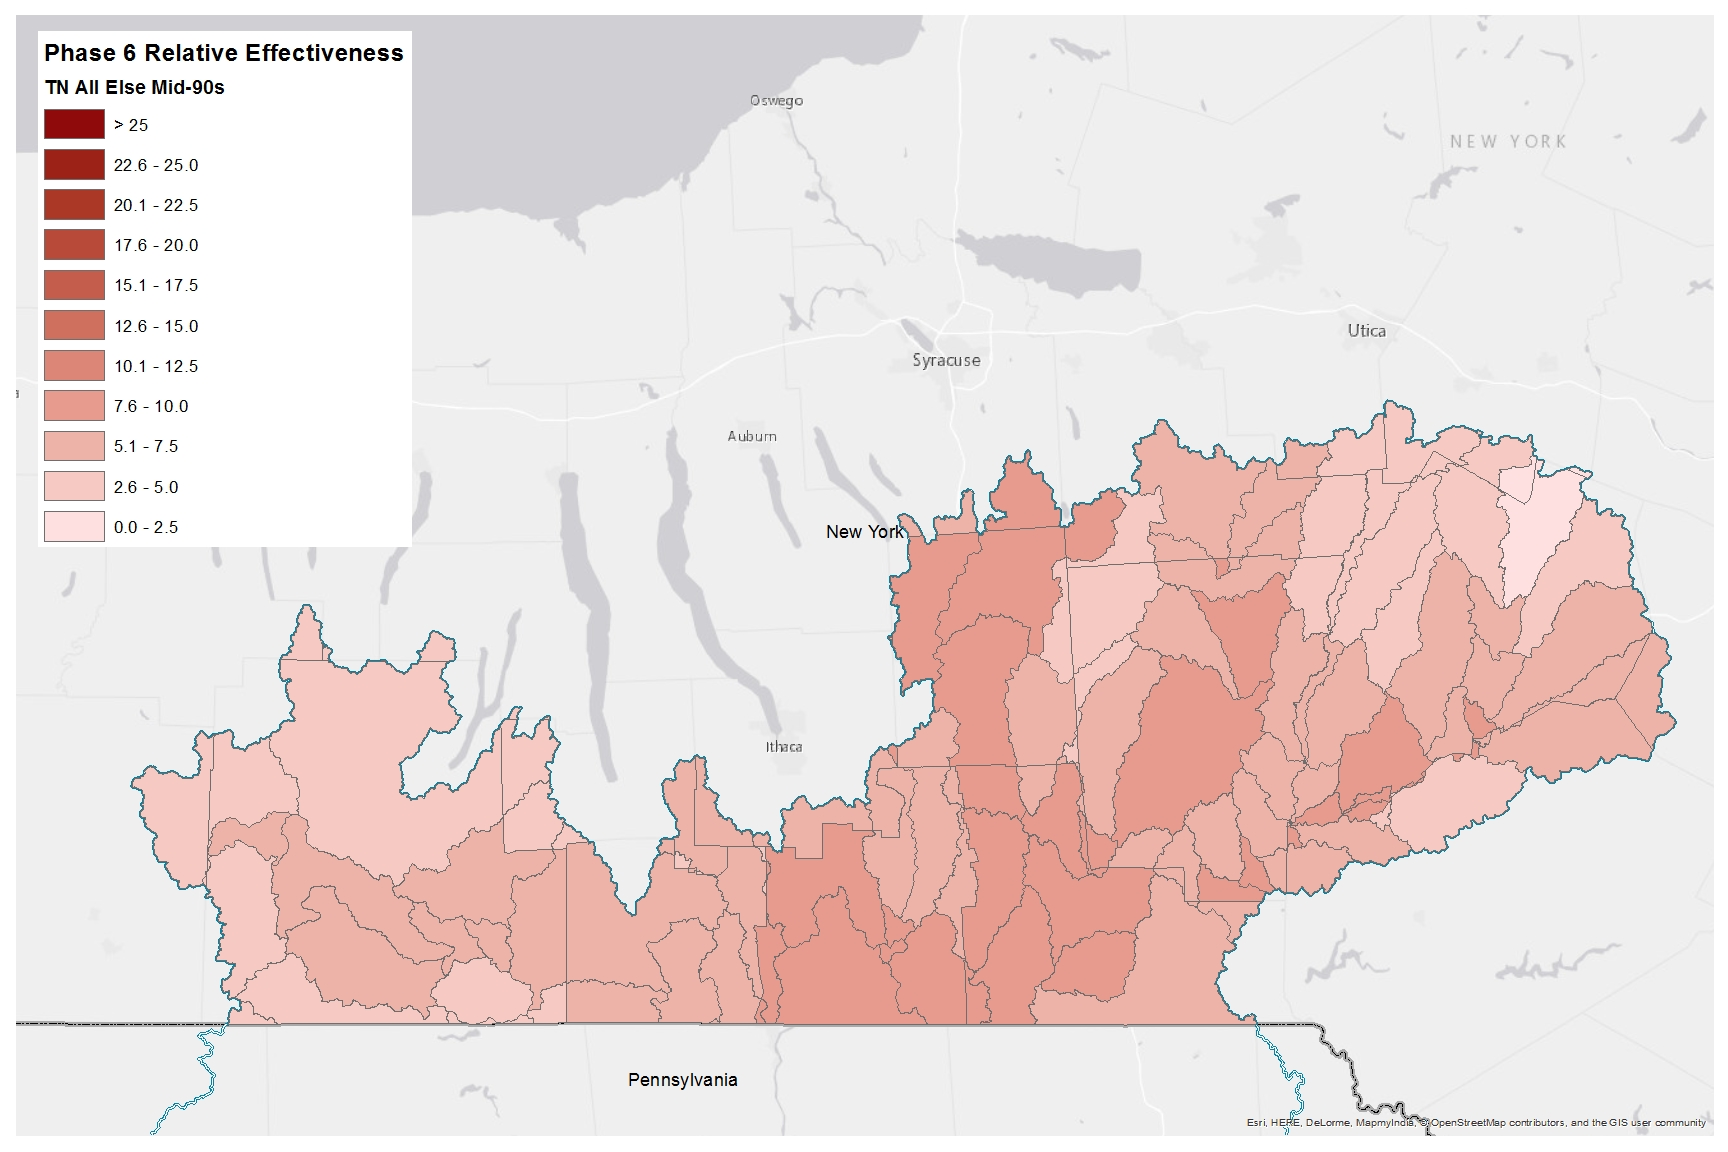 Phase 6 Relative Effectiveness
TN All Else Mid-90s
> 25
22.6 - 25.0
20.1 - 22.5
17.6 - 20.0
15.1 - 17.5
12.6 - 15.0
10.1 - 12.5
7.6 - 10.0
5.1 - 7.5
2.6 - 5.0
0.0 - 2.5
Oswego
NEW YORK
Utica
Syracuse
Auburn
New York
Ithaca
Pennsylvania
Esri, HERE, DeLorme, MapmyIndia, © OpenStreetMap contributors, and the GIS user community